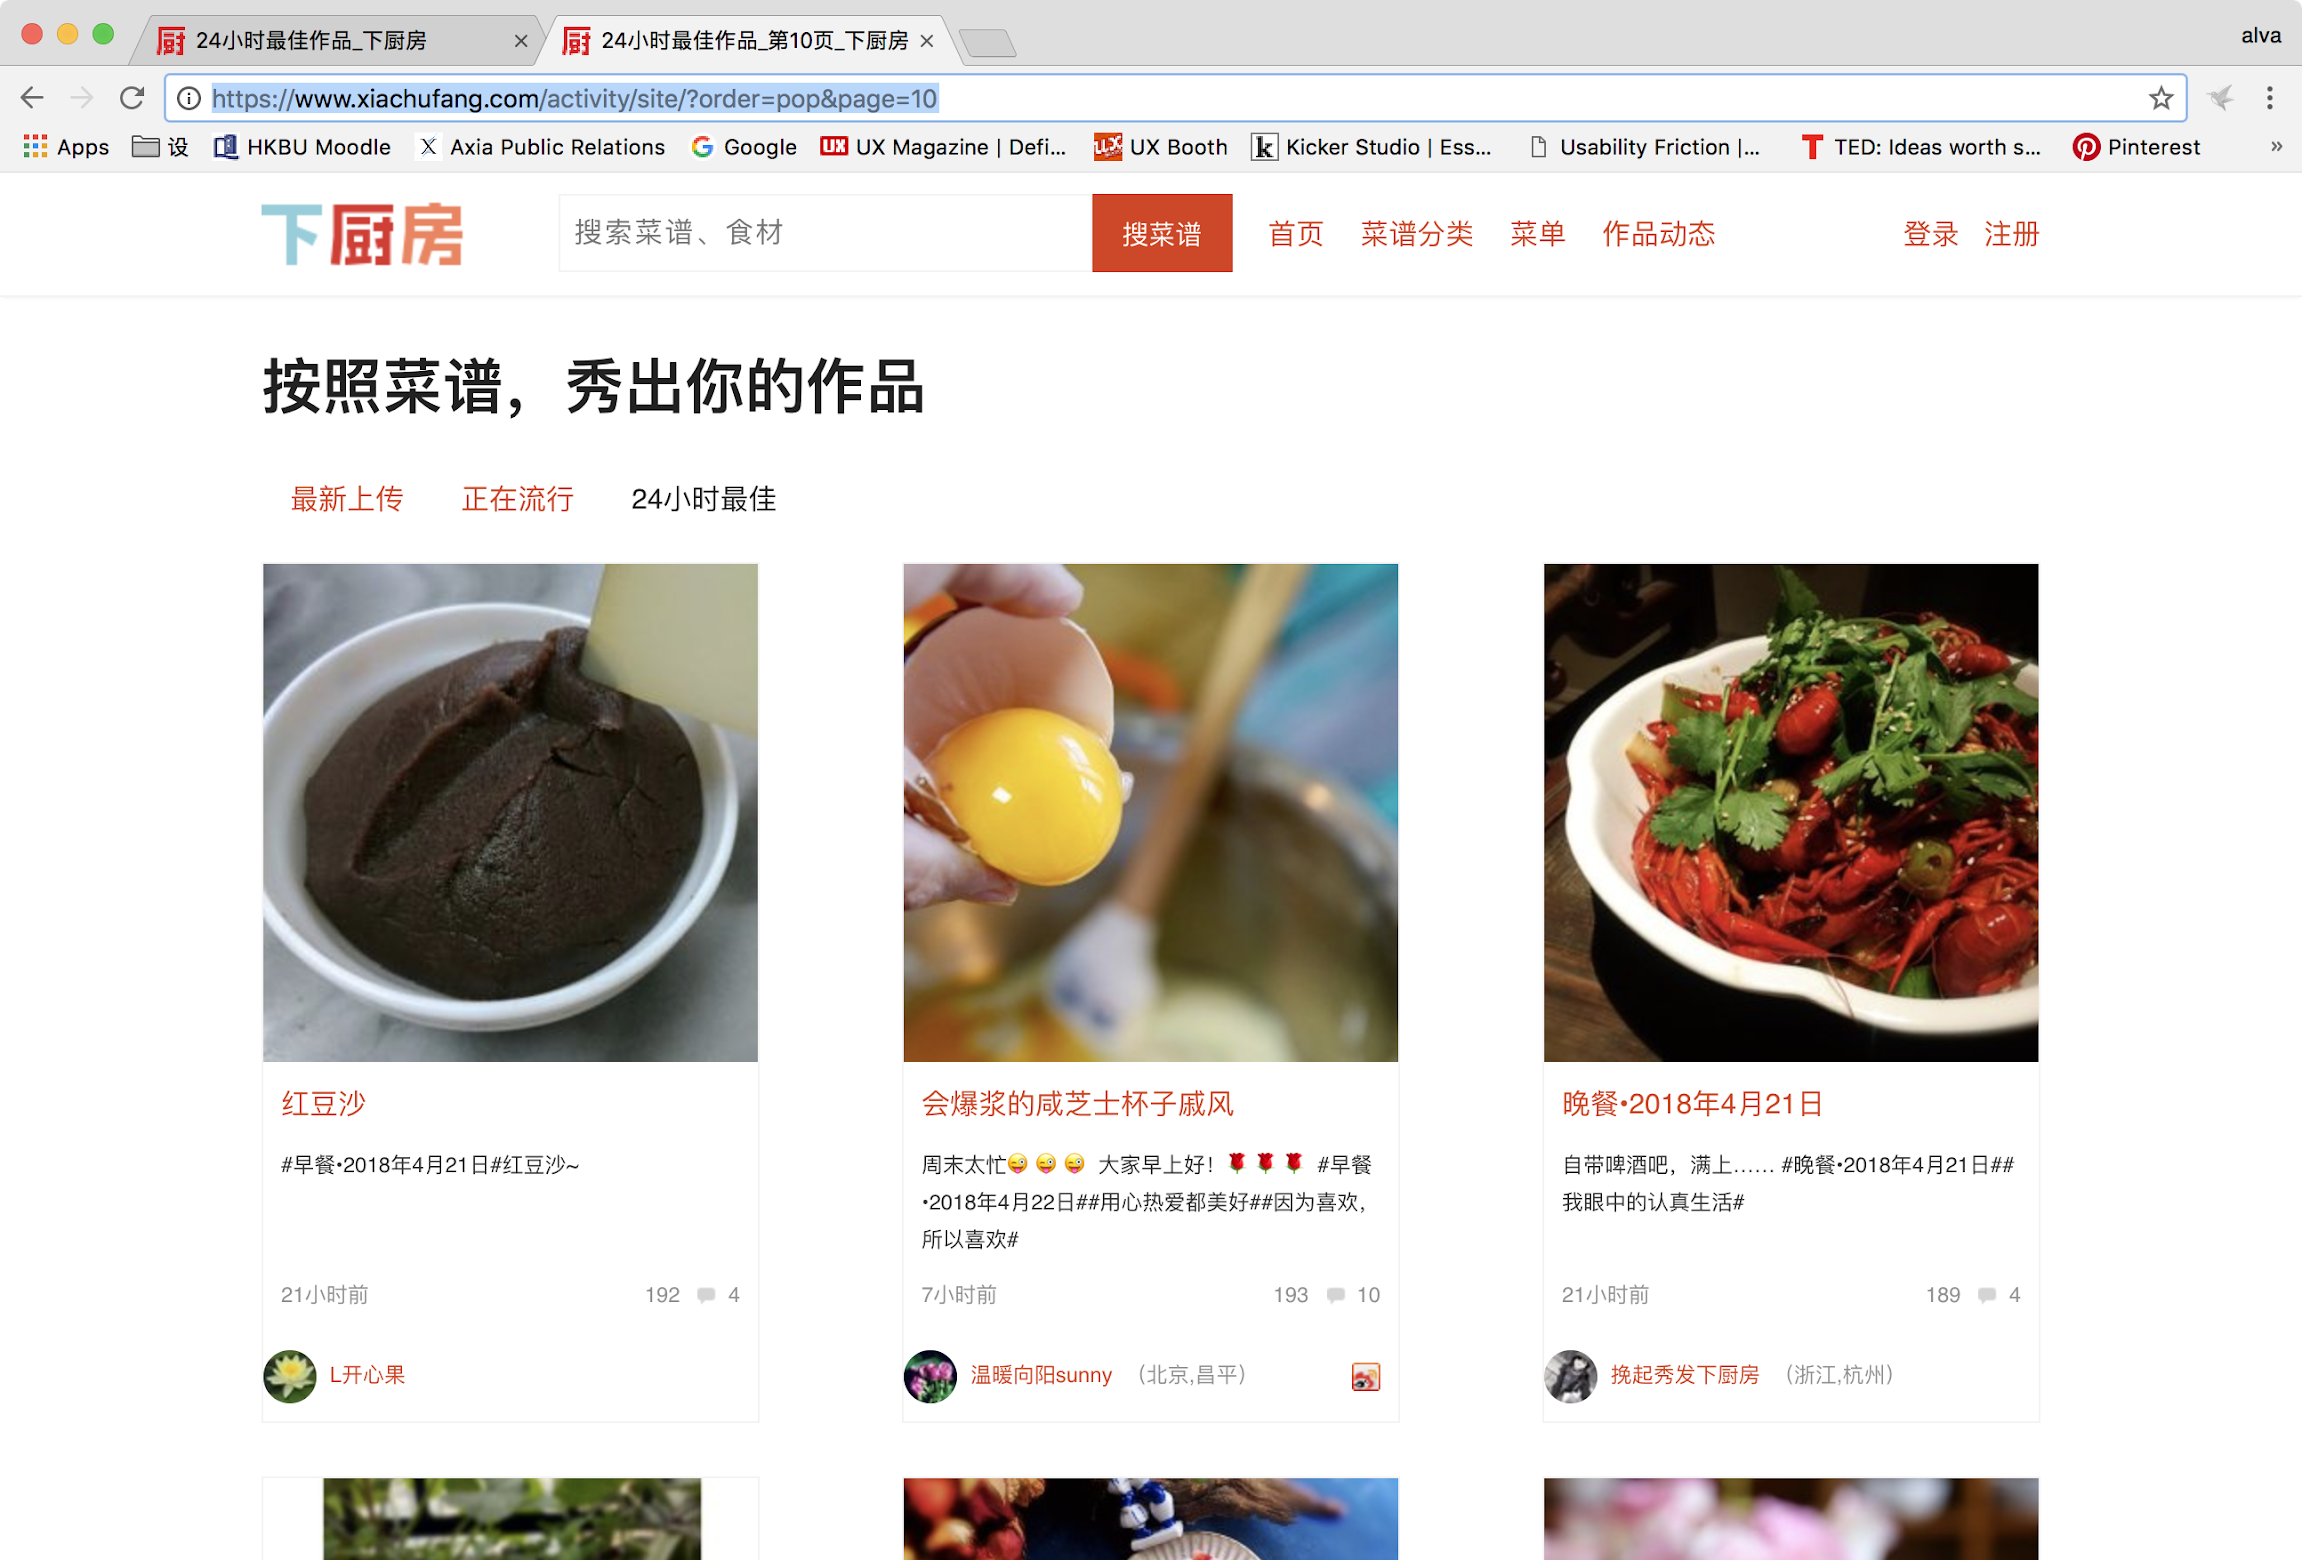 24小时最佳作品_下厨房
24小时最佳作品_第10页_下厨房
alva
https://www.xiachufang.com/activity/site/?order=pop&page=10
Apps 设 HKBU Moodle Axia Public Relations Google UX Magazine | Defi... UX Booth Kicker Studio | Ess... Usability Friction |... TED: Ideas worth s... Pinterest »
下厨房 搜索菜谱、食材 搜菜谱 首页 菜谱分类 菜单 作品动态 登录 注册
按照菜谱，秀出你的作品
最新上传 正在流行 24小时最佳
红豆沙
#早餐•2018年4月21日#红豆沙~
21小时前 192 4
L开心果
会爆浆的咸芝士杯子戚风
周末太忙😜😜😜 大家早上好！🌹🌹🌹 #早餐
•2018年4月22日##用心热爱都美好##因为喜欢，
所以喜欢#
7小时前 193 10
温暖向阳sunny （北京,昌平）
晚餐•2018年4月21日
自带啤酒吧，满上…… #晚餐•2018年4月21日##
我眼中的认真生活#
21小时前 189 4
挽起秀发下厨房 （浙江,杭州）